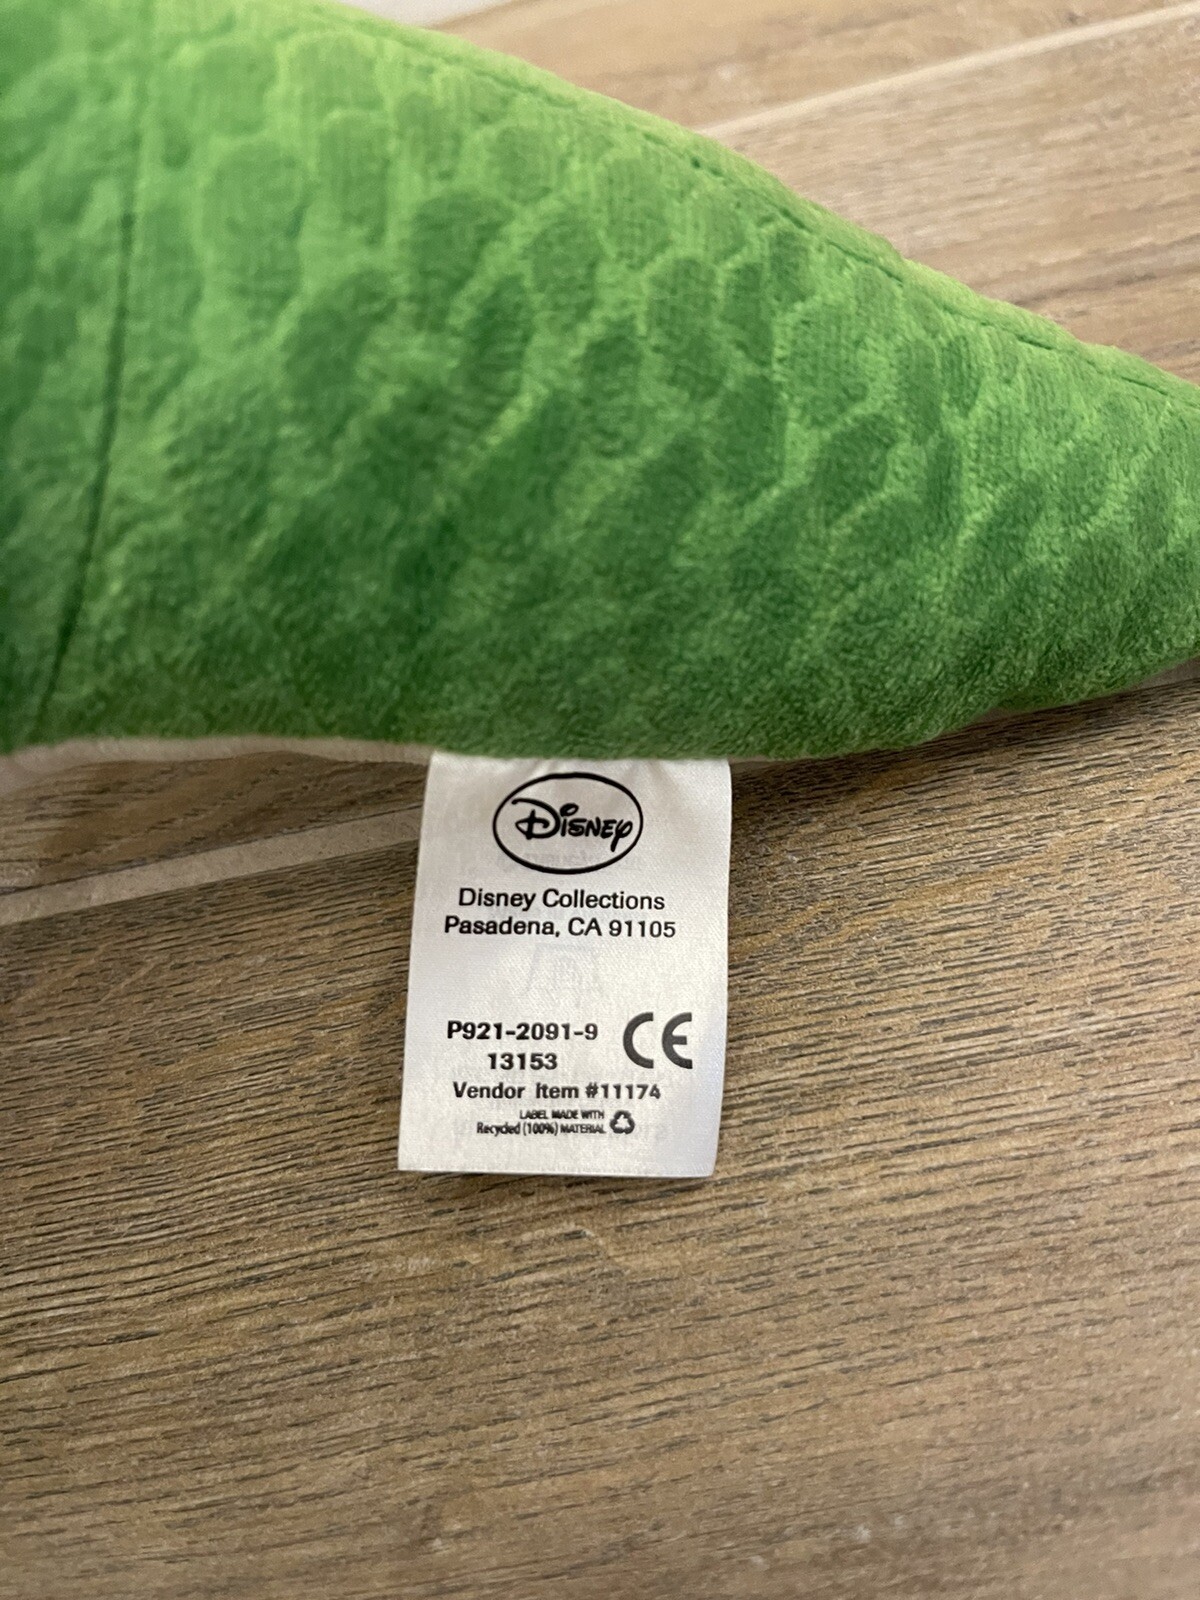 Disney
Disney Collections
Pasadena, CA 91105
P921-2091-9
CE
13153
Vendor Item #11174
LABEL MADE WITH
Recycled (100%) MATERIAL